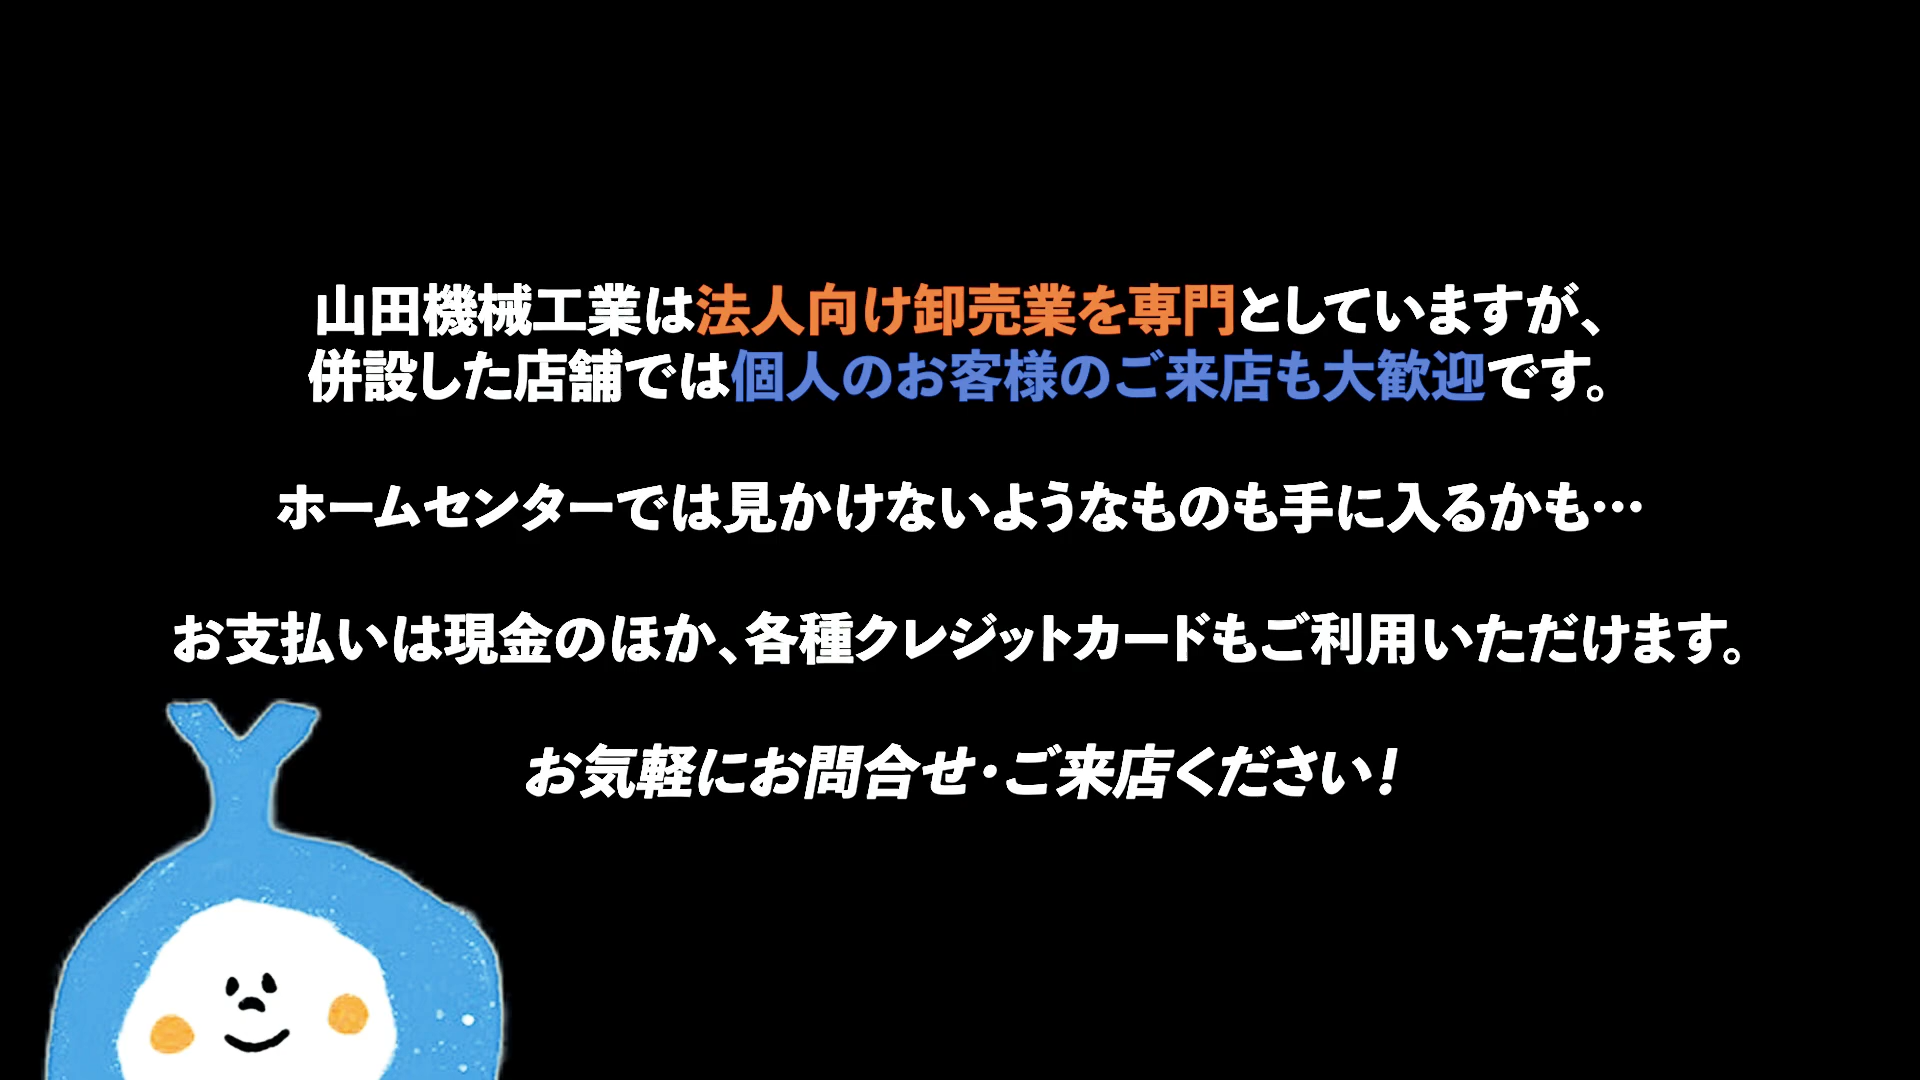 山田機械工業は法人向け卸売業を専門としていますが、
併設した店舗では個人のお客様のご来店も大歓迎です。
ホームセンターでは見かけないようなものも手に入るかも…
お支払いは現金のほか、各種クレジットカードもご利用いただけます。
お気軽にお問合せ・ご来店ください!